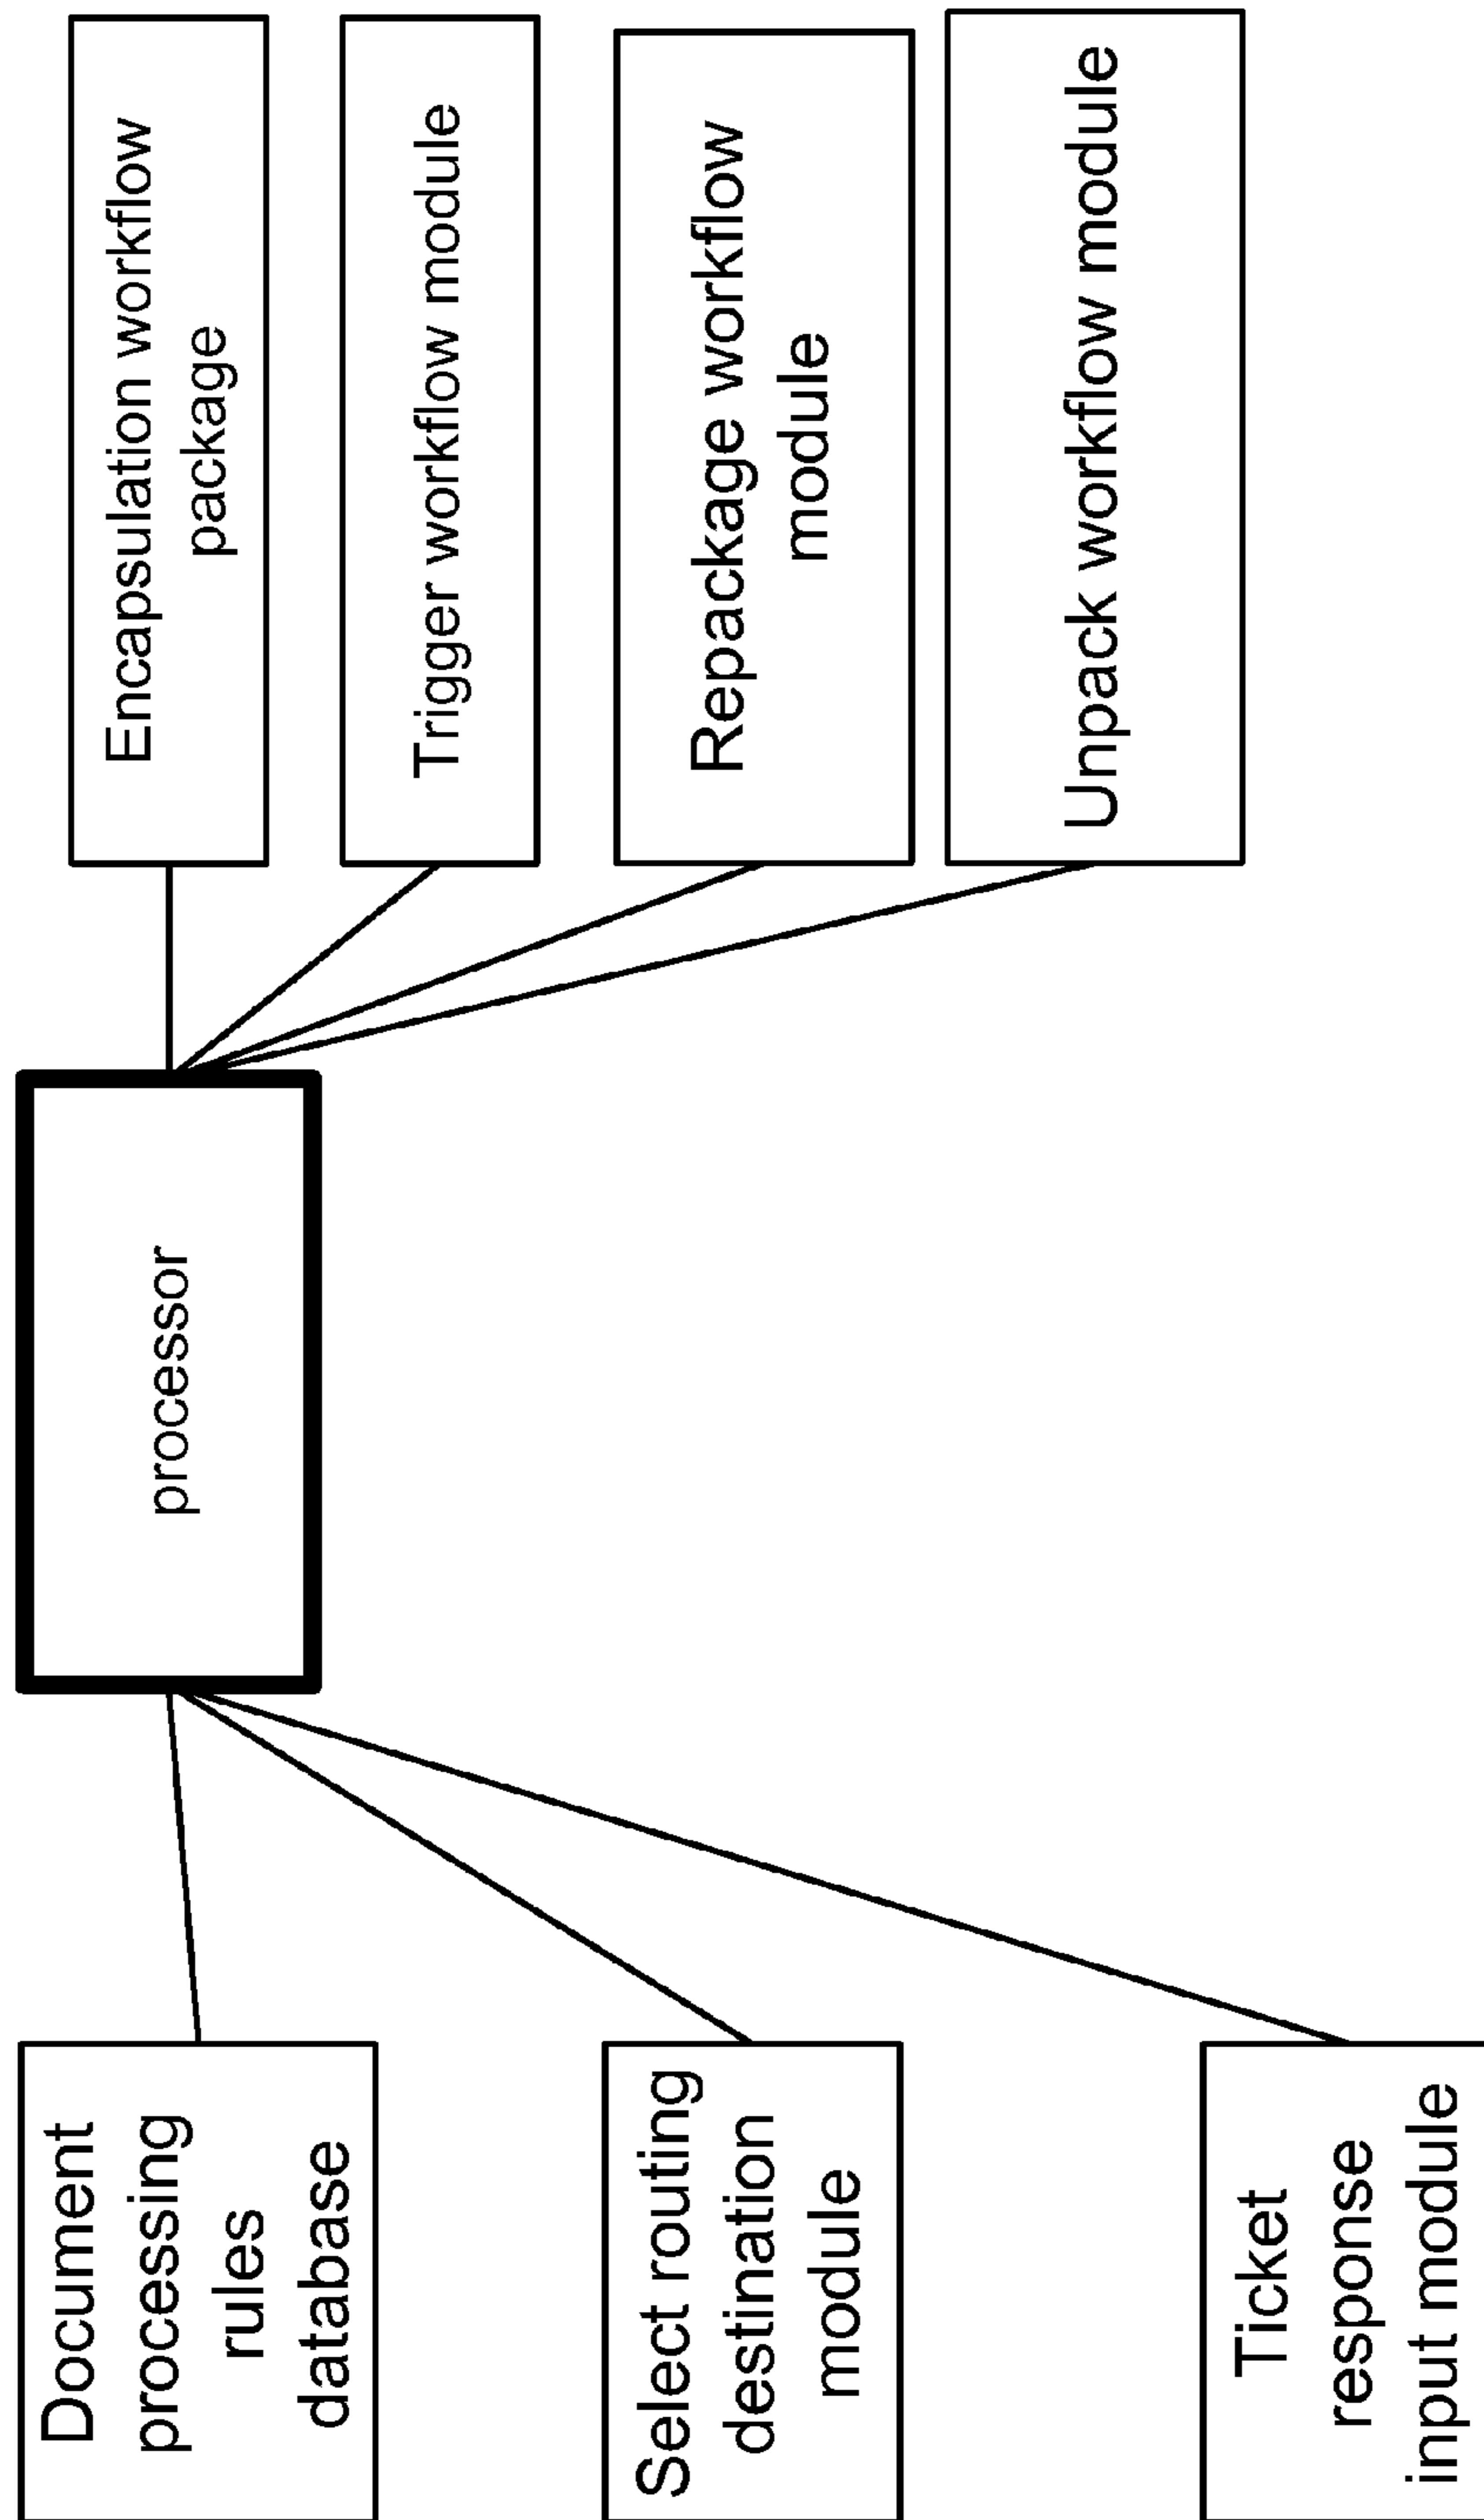 Document
processing
rules
database
Select routing
destination
module
Ticket
response
input module
processor
Encapsulation workflow
package
Trigger workflow module
Repackage workflow
module
Unpack workflow module